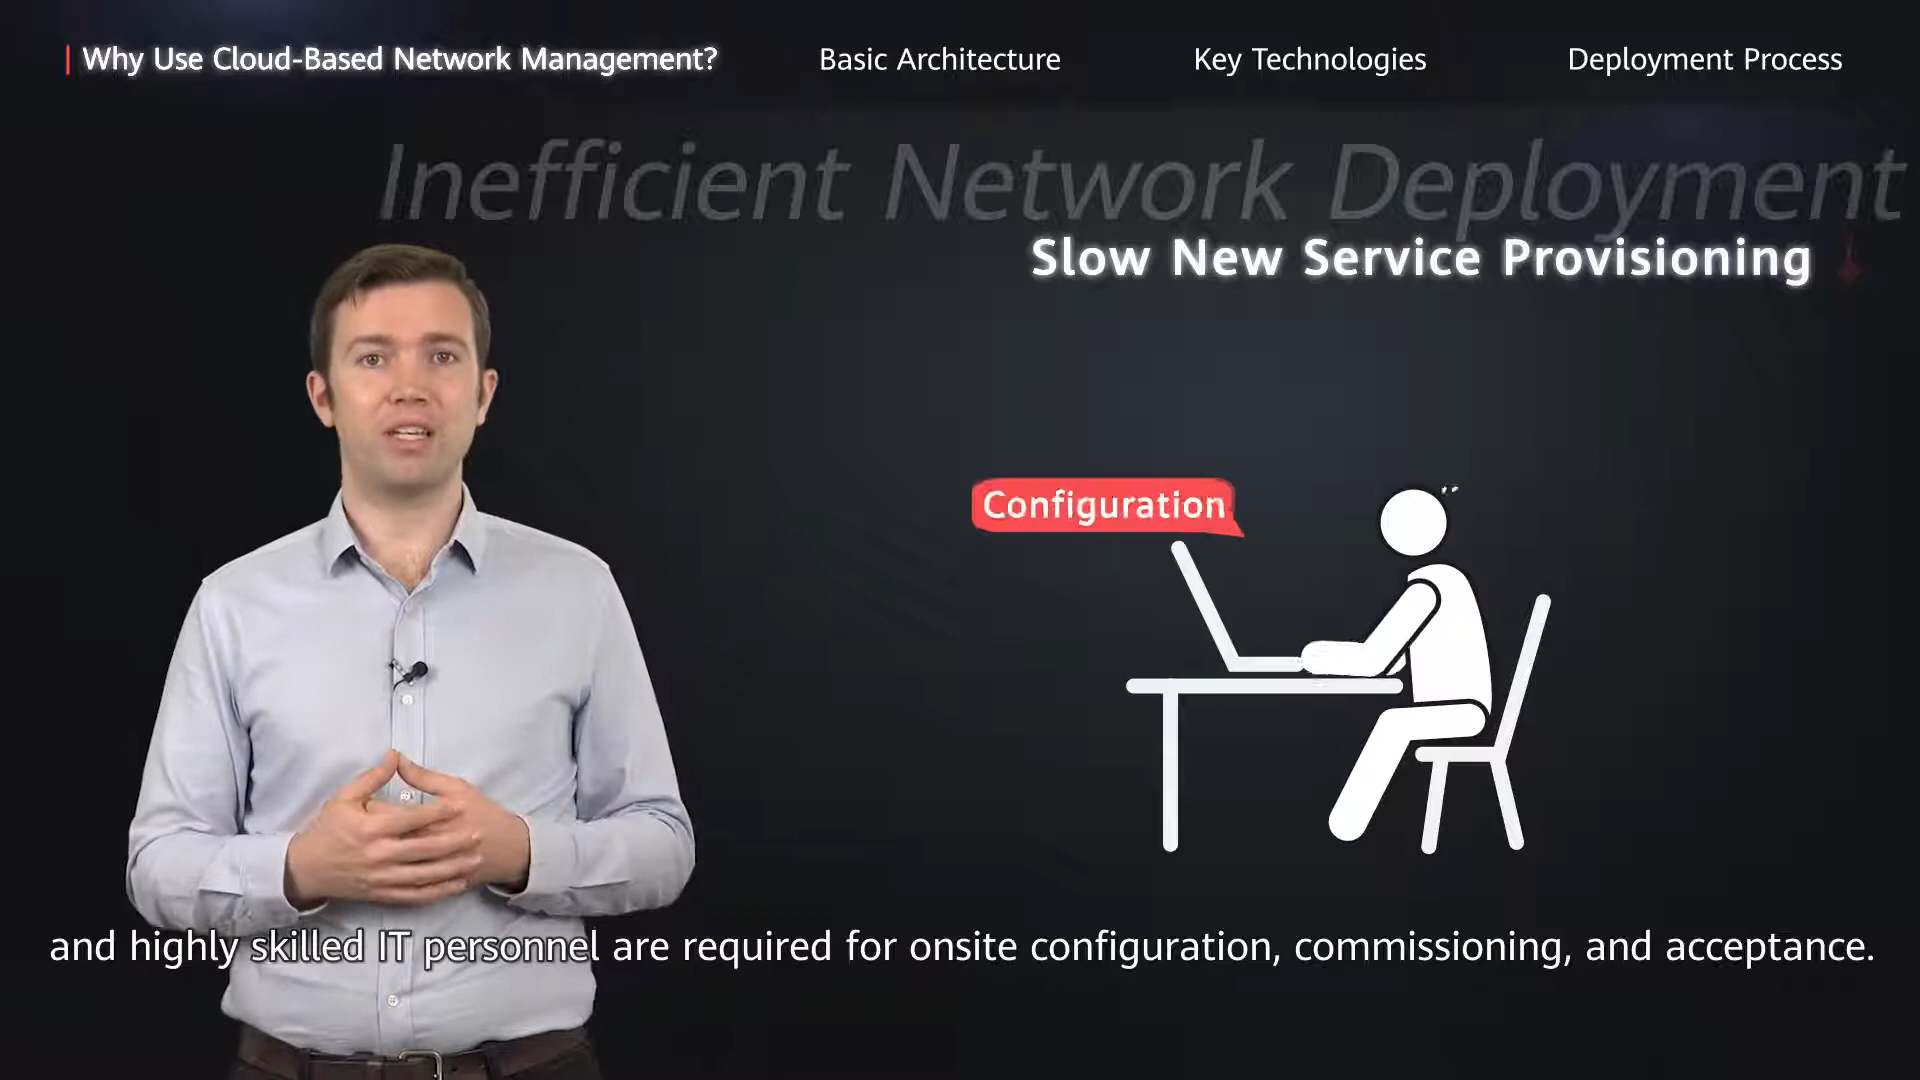 Why Use Cloud-Based Network Management?
Basic Architecture
Key Technologies
Deployment Process
Inefficient Network Deployment
Slow New Service Provisioning
Configuration
and highly skilled IT personnel are required for onsite configuration, commissioning, and acceptance.